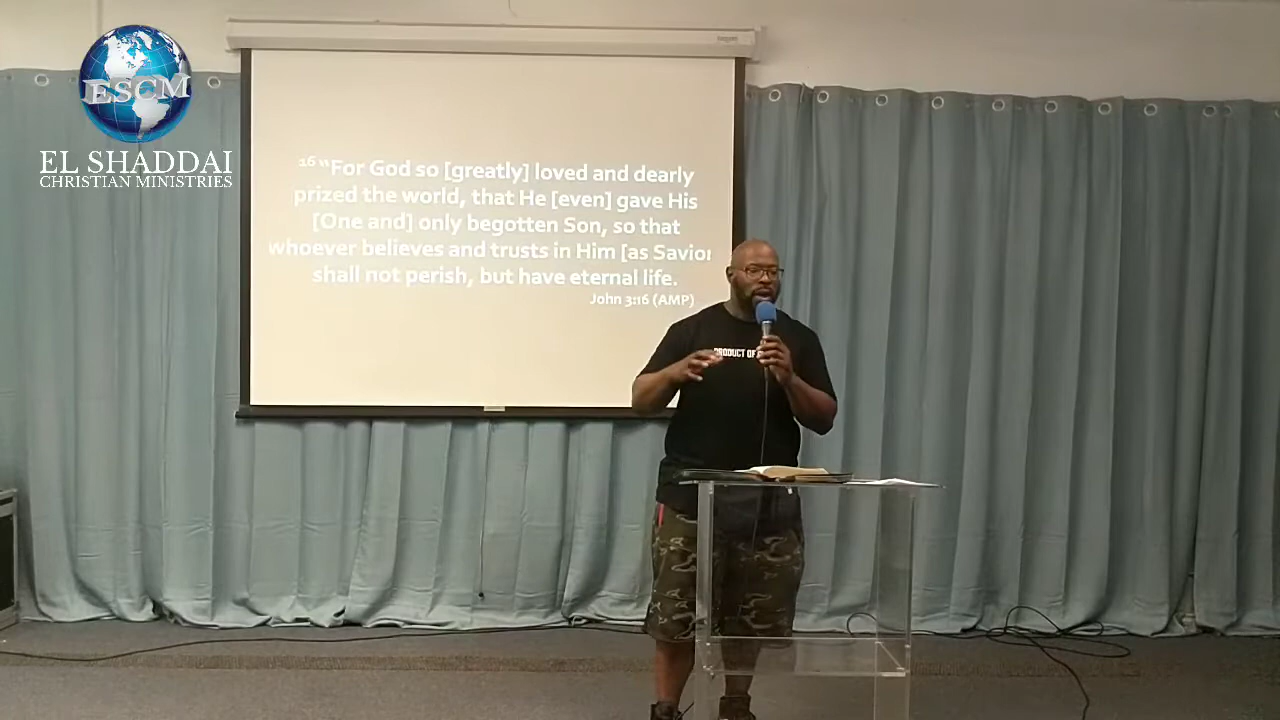 ESCM
EL SHADDAI
CHRISTIAN MINISTRIES
16 “For God so [greatly] loved and dearly
prized the world, that He [even] gave His
[One and] only begotten Son, so that
whoever believes and trusts in Him [as Savior
shall not perish, but have eternal life.
John 3:16 (AMP)
PRODUCT OF